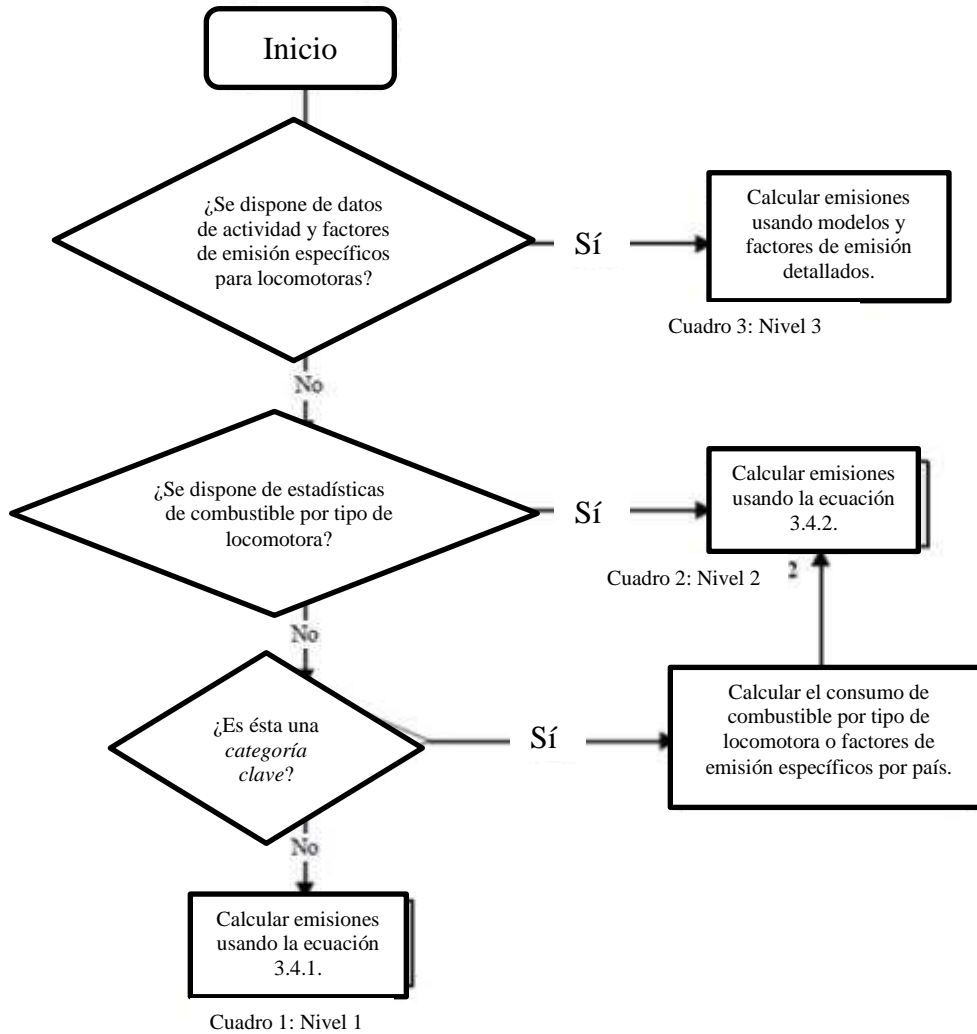 Inicio
¿Se dispone de datos
de actividad y factores
de emisión específicos
para locomotoras?
Sí
Calcular emisiones
usando modelos y
factores de emisión
detallados.
Cuadro 3: Nivel 3
No
¿Se dispone de estadísticas
de combustible por tipo de
locomotora?
Sí
Calcular emisiones
usando la ecuación
3.4.2.
Cuadro 2: Nivel 2
2
No
¿Es ésta una
categoría
clave?
Sí
Calcular el consumo de
combustible por tipo de
locomotora o factores de
emisión específicos por país.
No
Calcular emisiones
usando la ecuación
3.4.1.
Cuadro 1: Nivel 1